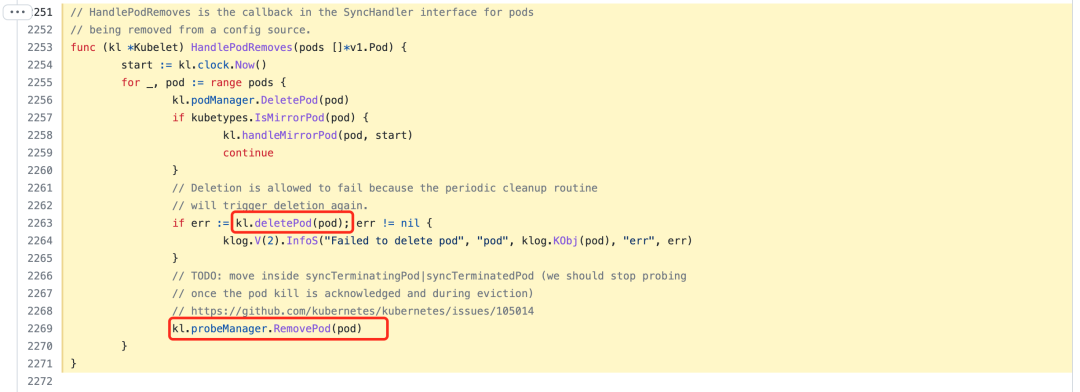 2251 // HandlePodRemoves is the callback in the SyncHandler interface for pods
2252 // being removed from a config source.
2253 func (kl *Kubelet) HandlePodRemoves(pods []*v1.Pod) {
2254 start := kl.clock.Now()
2255 for _, pod := range pods {
2256 kl.podManager.DeletePod(pod)
2257 if kubetypes.IsMirrorPod(pod) {
2258 kl.handleMirrorPod(pod, start)
2259 continue
2260 }
2261 // Deletion is allowed to fail because the periodic cleanup routine
2262 // will trigger deletion again.
2263 if err := kl.deletePod(pod); err != nil {
2264 klog.V(2).InfoS("Failed to delete pod", "pod", klog.KObj(pod), "err", err)
2265 }
2266 // TODO: move inside syncTerminatingPod|syncTerminatedPod (we should stop probing
2267 // once the pod kill is acknowledged and during eviction)
2268 // https://github.com/kubernetes/kubernetes/issues/105014
2269 kl.probeManager.RemovePod(pod)
2270 }
2271 }
2272